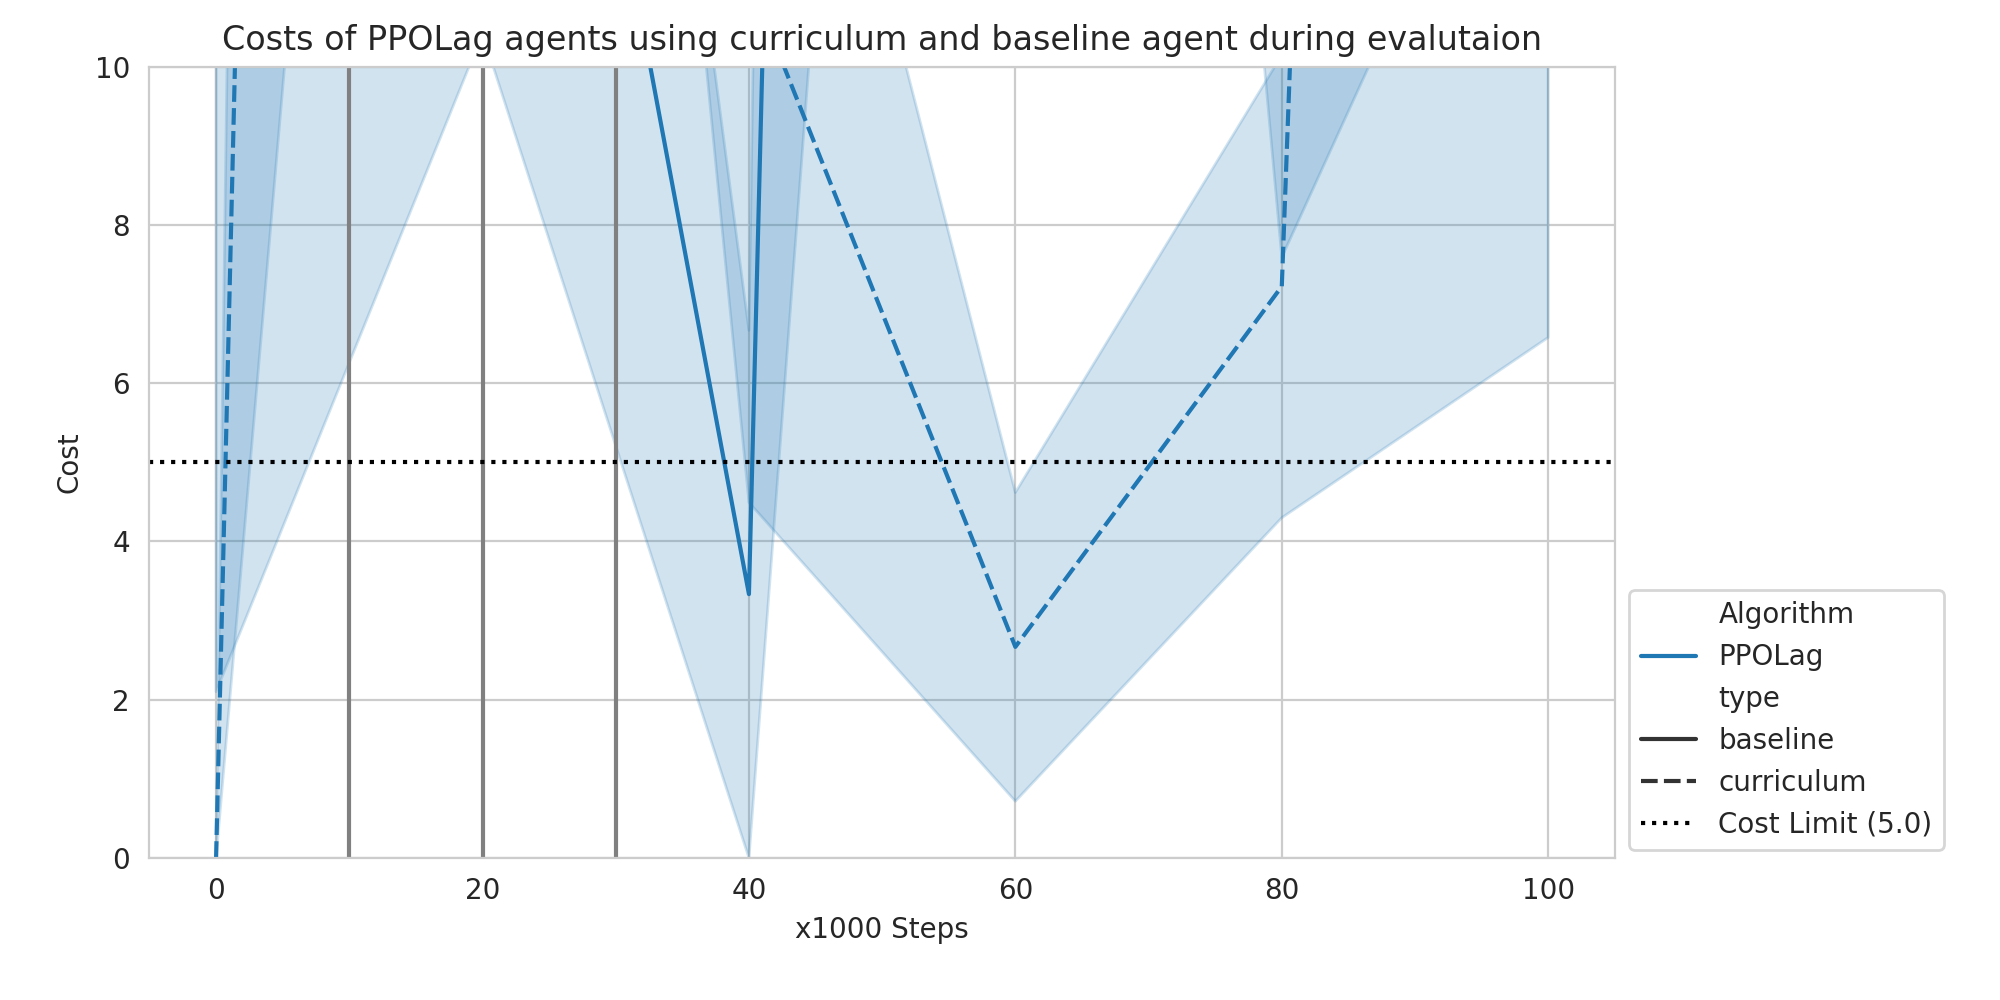 Costs of PPOLag agents using curriculum and baseline agent during evalutaion
10
8
6
4
2
0
Cost
0 20 40 60 80 100
x1000 Steps
Algorithm
PPOLag
type
baseline
curriculum
Cost Limit (5.0)